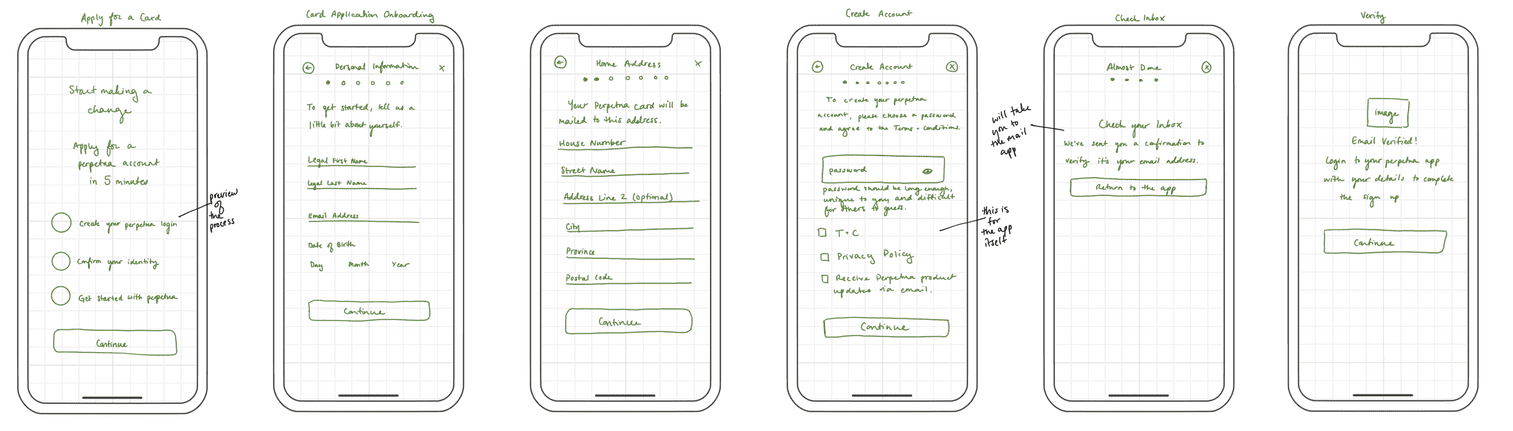 Apply for a Card
Start making a
change
Apply for a
perpetua account
in 5 minutes
Create your perpetua login
Confirm your identity
Get started with perpetua
Continue
preview
of
the
process
Card Application Onboarding
Personal Information
X
To get started, tell us a
little bit about yourself.
Legal First Name
Legal Last Name
Email Address
Date of Birth
Day Month Year
Continue
Home Address
X
Your Perpetua Card will be
mailed to this address.
House Number
Street Name
Address Line 2 (optional)
City
Province
Postal Code
Continue
Create Account
Create Account
X
To create your perpetua
account, please choose a password
and agree to the Terms + Conditions.
password
password should be long enough,
unique to you and difficult
for others to guess.
T+C
Privacy Policy
Receive Perpetua product
updates via email.
Continue
will take
you to
the mail
app
this is
for
the app
itself
Check Inbox
Almost Done
X
Check your Inbox
We've sent you a confirmation to
verify it's your email address.
Return to the app
Verify
image
Email Verified!
Login to your perpetua app
with your details to complete
the sign up
Continue